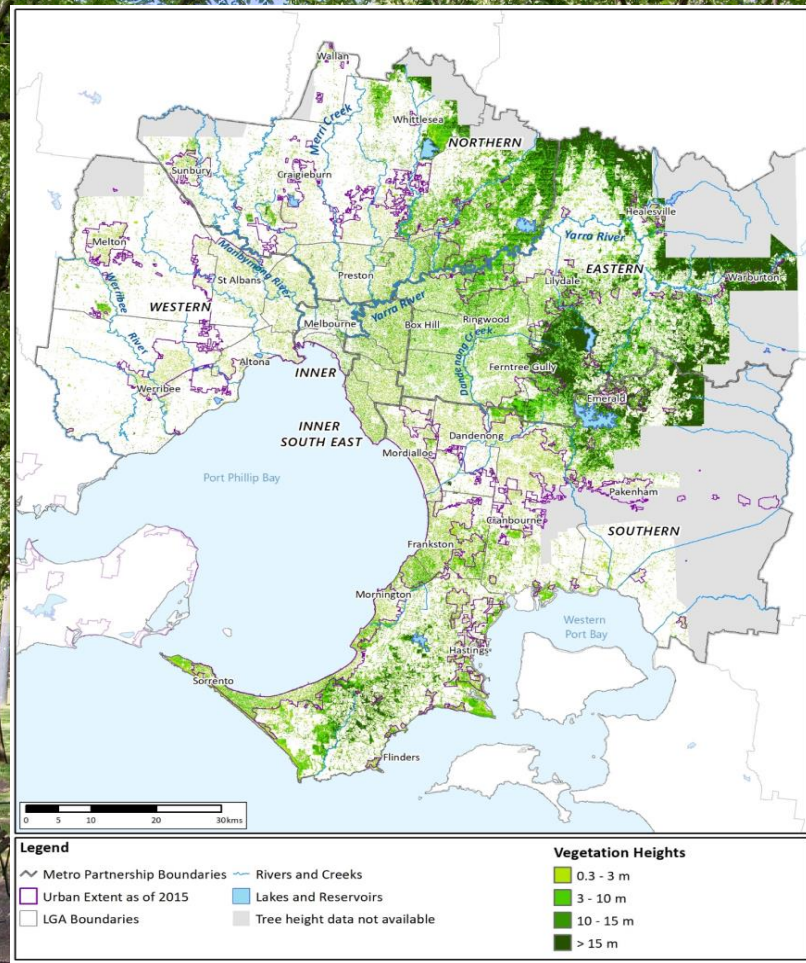 Wallan
Merri Creek
Whittlesea
NORTHERN
Sunbury
Craigieburn
Healesville
Melton
Maribyrnong River
Yarra River
EASTERN
Werribee
River
St Albans
Preston
Lilydale
Warburton
WESTERN
Melbourne
Yarra River
Box Hill
Ringwood
Dandenong Creek
Altona
Werribee
INNER
Ferntree Gully
Emerald
INNER
SOUTH EAST
Mordialloc
Dandenong
Port Phillip Bay
Pakenham
Cranbourne
SOUTHERN
Frankston
Mornington
Western
Port Bay
Hastings
Sorrento
Flinders
0 5 10 20 30kms
Legend
Metro Partnership Boundaries
Urban Extent as of 2015
LGA Boundaries
Rivers and Creeks
Lakes and Reservoirs
Tree height data not available
Vegetation Heights
0.3 - 3 m
3 - 10 m
10 - 15 m
> 15 m